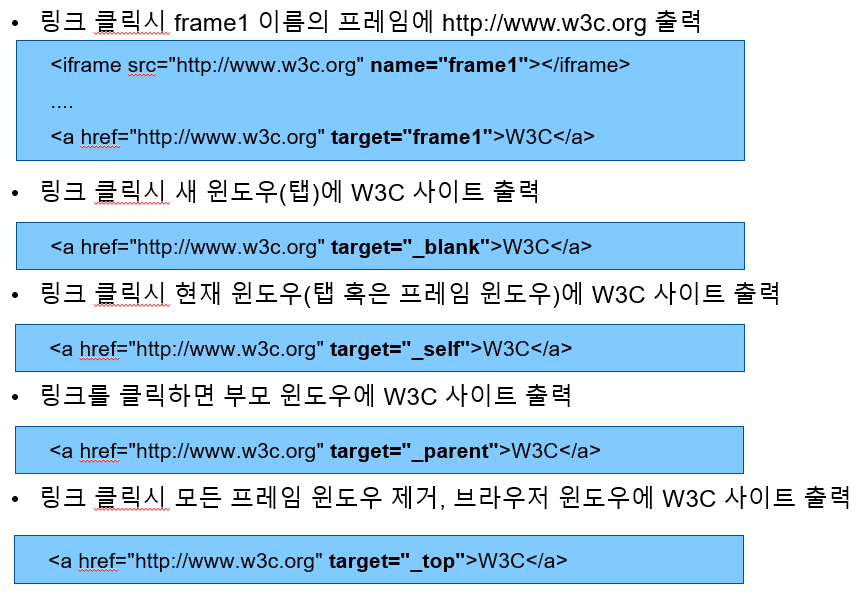 • 링크 클릭시 frame1 이름의 프레임에 http://www.w3c.org 출력
<iframe src="http://www.w3c.org" name="frame1"></iframe>
....
<a href="http://www.w3c.org" target="frame1">W3C</a>
• 링크 클릭시 새 윈도우(탭)에 W3C 사이트 출력
<a href="http://www.w3c.org" target="_blank">W3C</a>
• 링크 클릭시 현재 윈도우(탭 혹은 프레임 윈도우)에 W3C 사이트 출력
<a href="http://www.w3c.org" target="_self">W3C</a>
• 링크를 클릭하면 부모 윈도우에 W3C 사이트 출력
<a href="http://www.w3c.org" target="_parent">W3C</a>
• 링크 클릭시 모든 프레임 윈도우 제거, 브라우저 윈도우에 W3C 사이트 출력
<a href="http://www.w3c.org" target="_top">W3C</a>